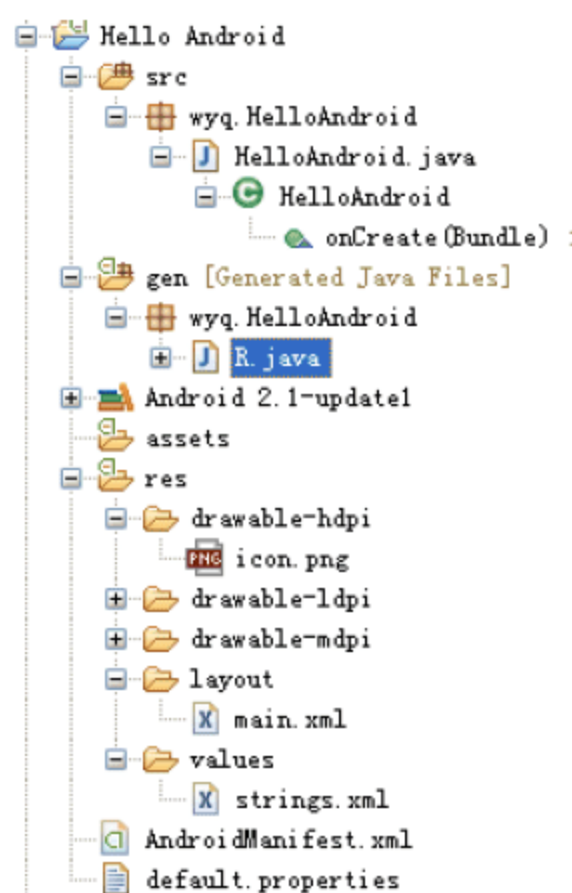 Hello Android
src
wyq.HelloAndroid
HelloAndroid.java
HelloAndroid
onCreate(Bundle)
gen [Generated Java Files]
wyq.HelloAndroid
R.java
Android 2.1-update1
assets
res
drawable-hdpi
PNG icon.png
drawable-ldpi
drawable-mdpi
layout
main.xml
values
strings.xml
AndroidManifest.xml
default.properties